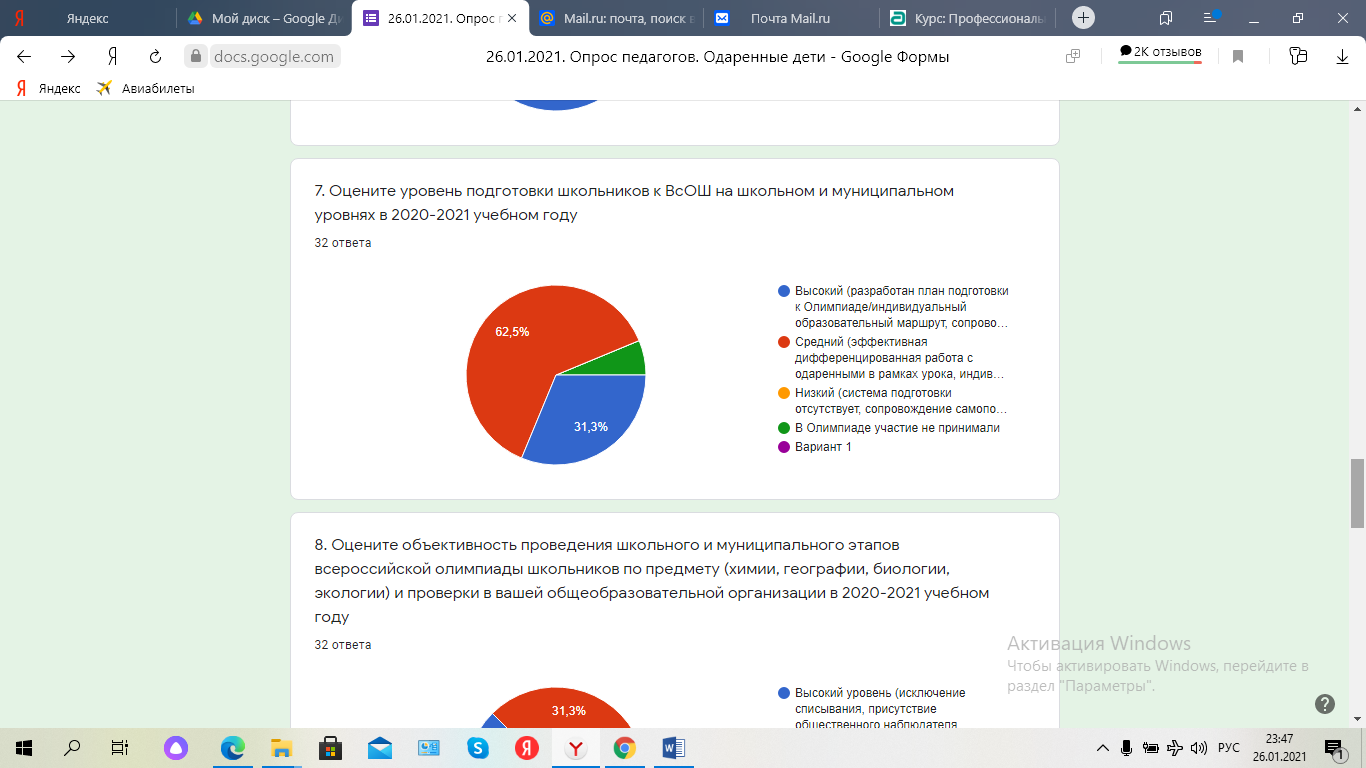 Яндекс
Мой диск – Google Ди
26.01.2021. Опрос п
Mail.ru: почта, поиск в
Почта Mail.ru
Курс: Профессиональ
docs.google.com
26.01.2021. Опрос педагогов. Одаренные дети - Google Формы
2K отзывов
Яндекс
Авиабилеты
7. Оцените уровень подготовки школьников к ВсОШ на школьном и муниципальном
уровнях в 2020-2021 учебном году
32 ответа
62,5%
31,3%
Высокий (разработан план подготовки
к Олимпиаде/индивидуальный
образовательный маршрут, сопрово…
Средний (эффективная
дифференцированная работа с
одаренными в рамках урока, индив…
Низкий (система подготовки
отсутствует, сопровождение самопо…
В Олимпиаде участие не принимали
Вариант 1
8. Оцените объективность проведения школьного и муниципального этапов
всероссийской олимпиады школьников по предмету (химии, географии, биологии,
экологии) и проверки в вашей общеобразовательной организации в 2020-2021 учебном
году
32 ответа
31,3%
Высокий уровень (исключение
списывания, присутствие
общественного наблюдателя
Активация Windows
Чтобы активировать Windows, перейдите в
раздел "Параметры".
РУС
23:47
26.01.2021
1